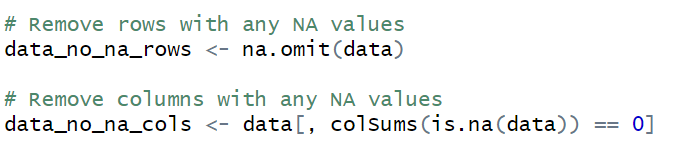 # Remove rows with any NA values
data_no_na_rows <- na.omit(data)
# Remove columns with any NA values
data_no_na_cols <- data[, colSums(is.na(data)) == 0]